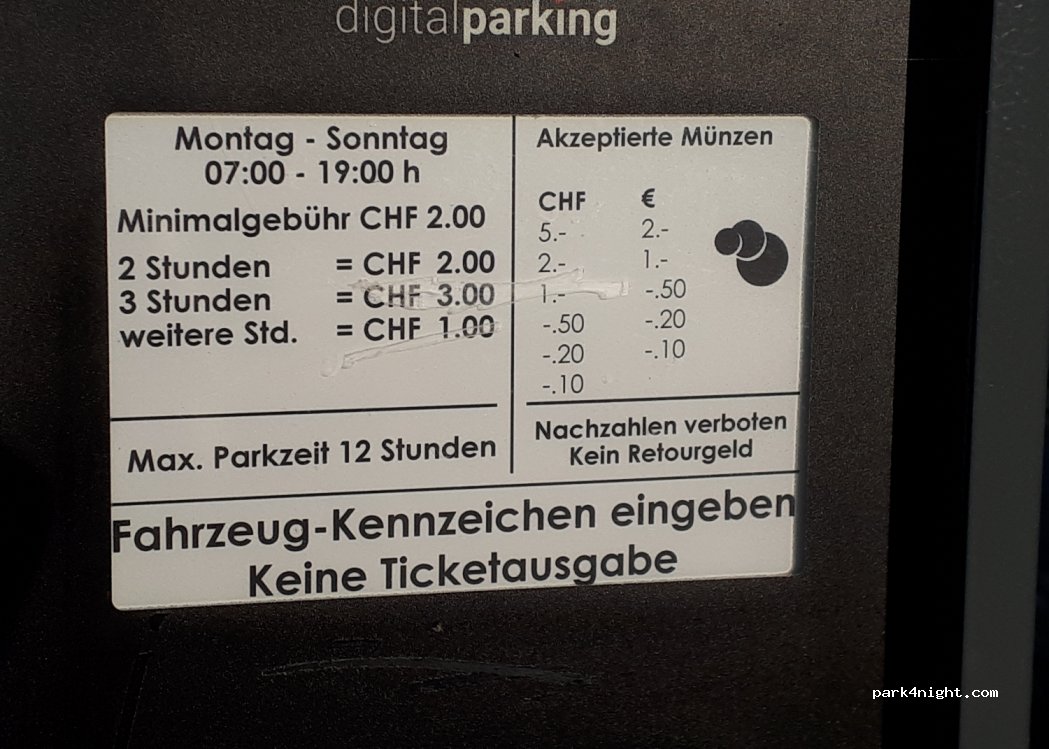 digitalparking
Montag - Sonntag
07:00 - 19:00 h
Minimalgebühr CHF 2.00
2 Stunden = CHF 2.00
3 Stunden = CHF 3.00
weitere Std. = CHF 1.00
Max. Parkzeit 12 Stunden
Akzeptierte Münzen
CHF €
5.- 2.-
2.- 1.-
1.- -.50
-.50 -.20
-.20 -.10
-.10
Nachzahlen verboten
Kein Retourgeld
Fahrzeug-Kennzeichen eingeben
Keine Ticketausgabe
park4night.com